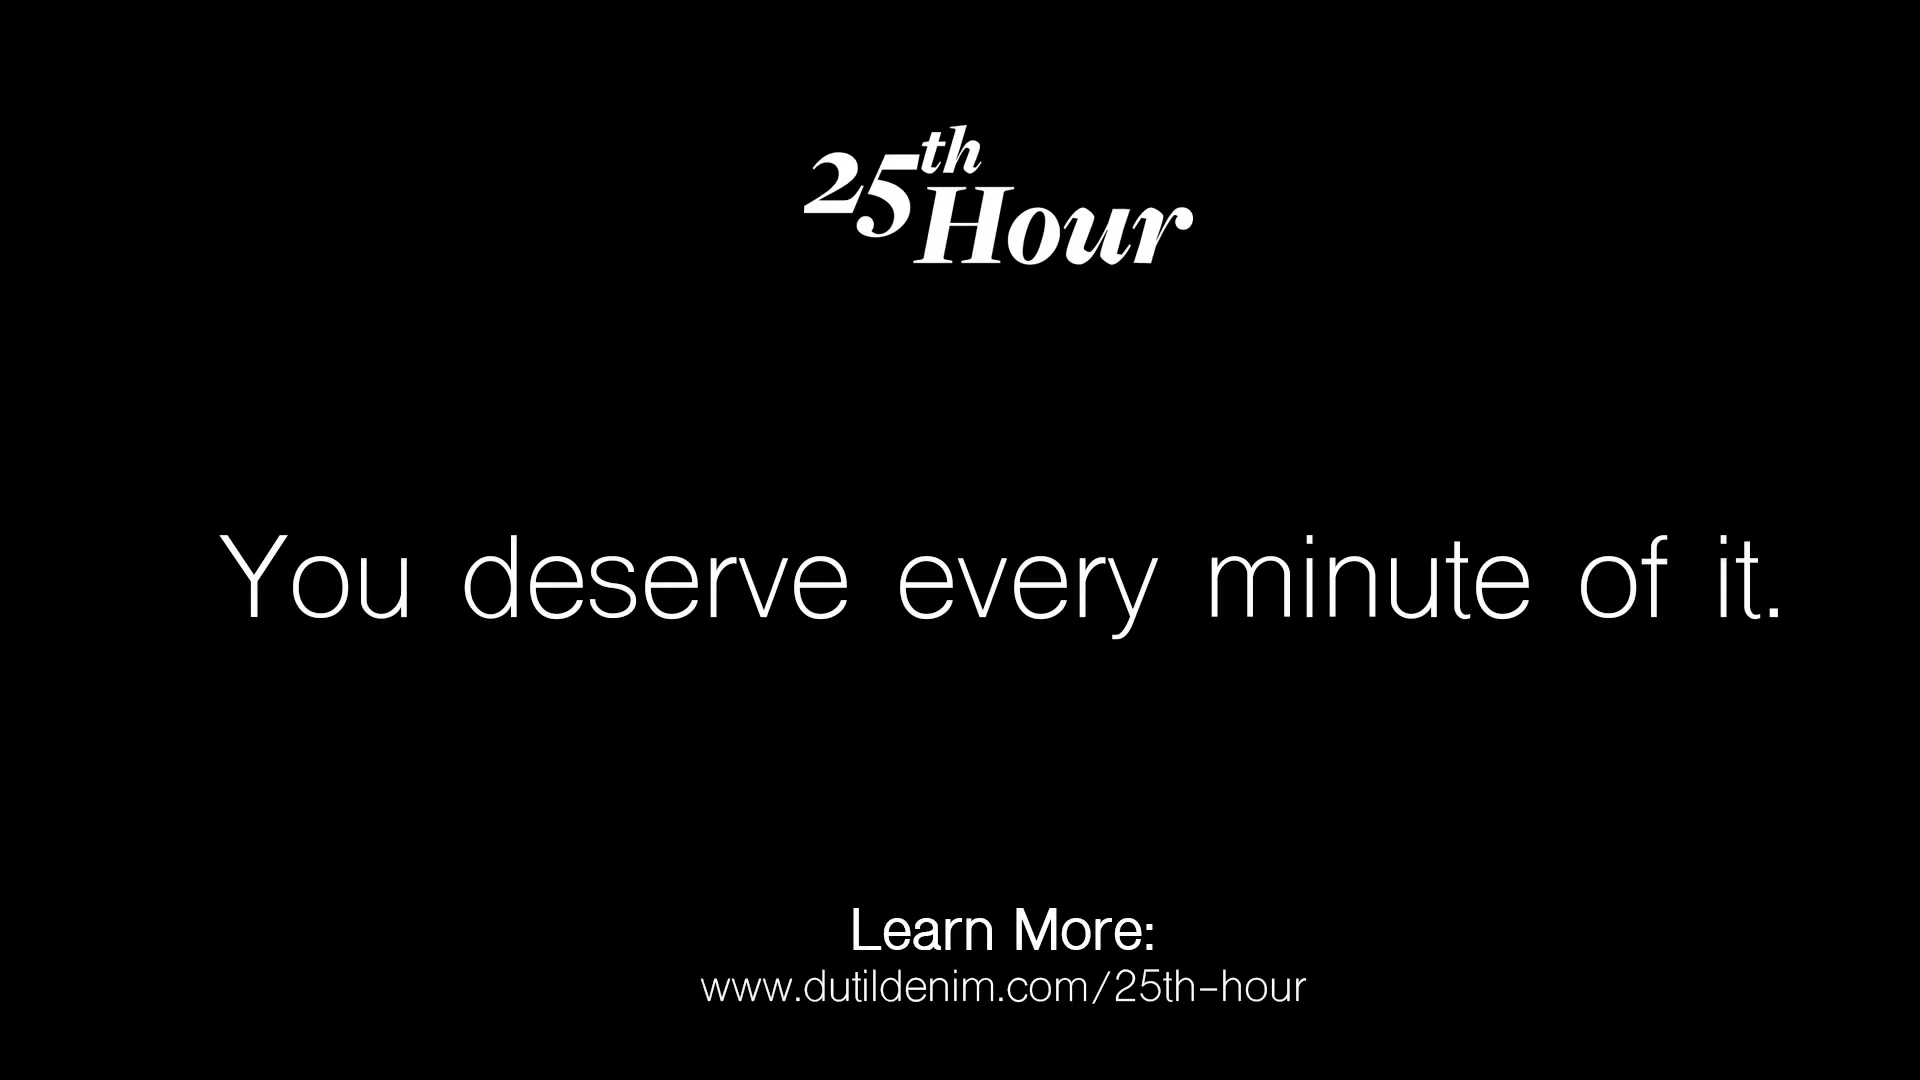 25th
Hour
You deserve every minute of it.
Learn More:
www.dutildenim.com/25th-hour